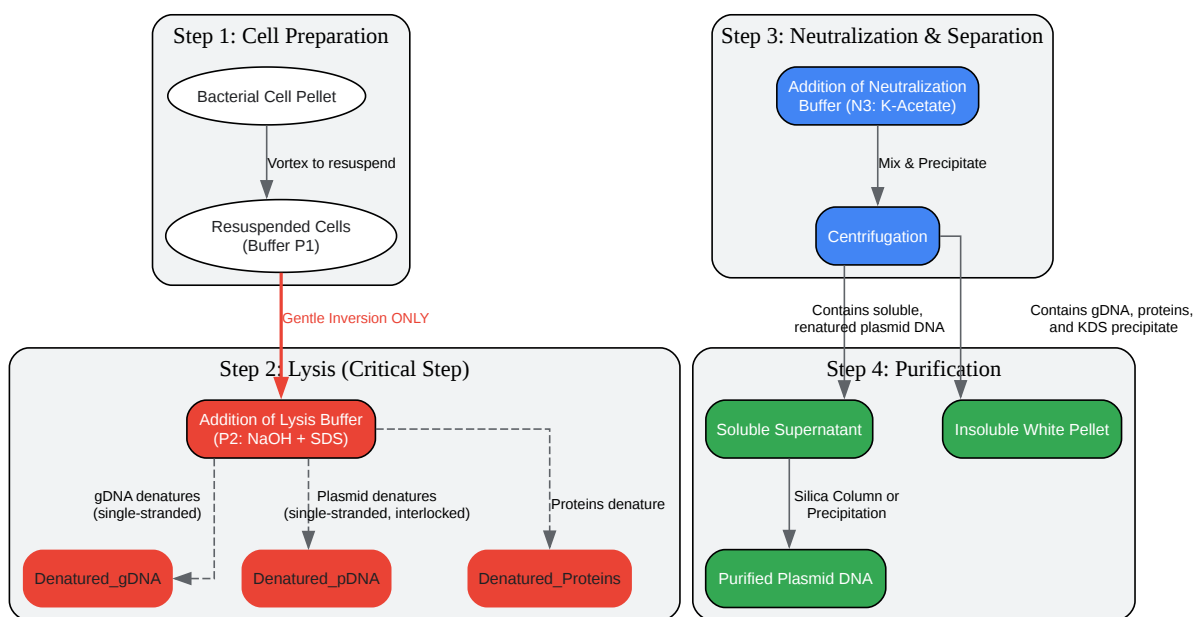 Step 1: Cell Preparation
Bacterial Cell Pellet
Vortex to resuspend
Resuspended Cells
(Buffer P1)
Gentle Inversion ONLY
Step 2: Lysis (Critical Step)
Addition of Lysis Buffer
(P2: NaOH + SDS)
gDNA denatures
(single-stranded)
Plasmid denatures
(single-stranded, interlocked)
Proteins denature
Denatured_gDNA
Denatured_pDNA
Denatured_Proteins
Step 3: Neutralization & Separation
Addition of Neutralization
Buffer (N3: K-Acetate)
Mix & Precipitate
Centrifugation
Contains soluble,
renatured plasmid DNA
Contains gDNA, proteins,
and KDS precipitate
Step 4: Purification
Soluble Supernatant
Insoluble White Pellet
Silica Column or
Precipitation
Purified Plasmid DNA